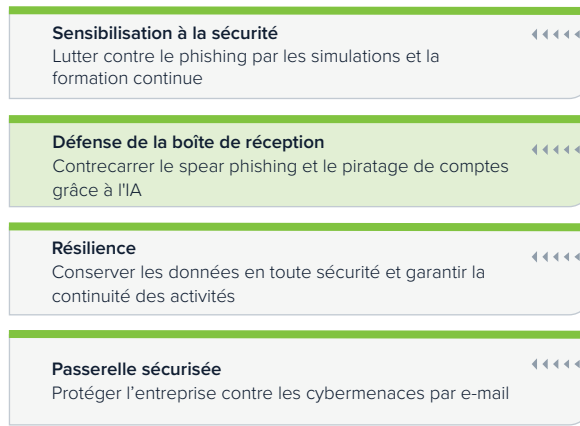 Sensibilisation à la sécurité
Lutter contre le phishing par les simulations et la
formation continue
Défense de la boîte de réception
Contrecarrer le spear phishing et le piratage de comptes
grâce à l'IA
Résilience
Conserver les données en toute sécurité et garantir la
continuité des activités
Passerelle sécurisée
Protéger l’entreprise contre les cybermenaces par e-mail